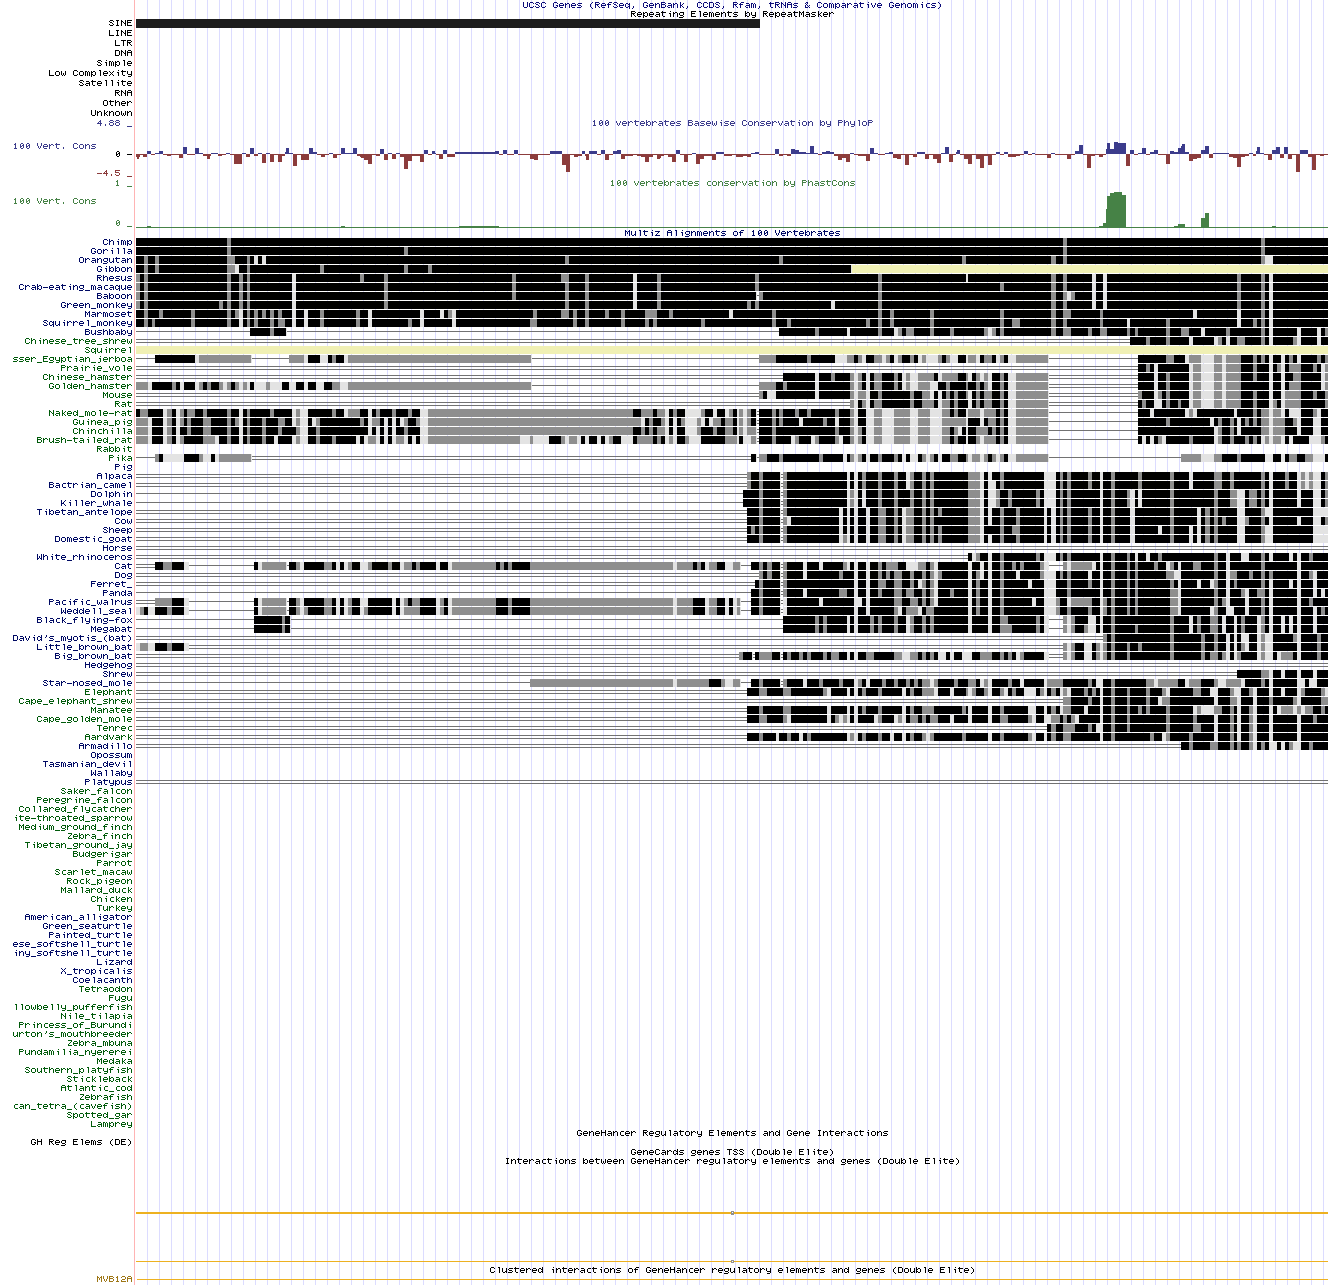 UCSC Genes (RefSeq, GenBank, CCDS, Rfam, tRNAs & Comparative Genomics)
Repeating Elements by RepeatMasker
SINE
LINE
LTR
DNA
Simple
Low Complexity
Satellite
RNA
Other
Unknown
4.88 _
100 vertebrates Basewise Conservation by PhyloP
100 Vert. Cons
0 -
-4.5 _
100 vertebrates conservation by PhastCons
1 _
100 Vert. Cons
0 _
Multiz Alignments of 100 Vertebrates
Chimp
Gorilla
Orangutan
Gibbon
Rhesus
Crab-eating_macaque
Baboon
Green_monkey
Marmoset
Squirrel_monkey
Bushbaby
Chinese_tree_shrew
Squirrel
sser_Egyptian_jerboa
Prairie_vole
Chinese_hamster
Golden_hamster
Mouse
Rat
Naked_mole-rat
Guinea_pig
Chinchilla
Brush-tailed_rat
Rabbit
Pika
Pig
Alpaca
Bactrian_camel
Dolphin
Killer_whale
Tibetan_antelope
Cow
Sheep
Domestic_goat
Horse
White_rhinoceros
Cat
Dog
Ferret_
Panda
Pacific_walrus
Weddell_seal
Black_flying-fox
Megabat
David's_myotis_(bat)
Little_brown_bat
Big_brown_bat
Hedgehog
Shrew
Star-nosed_mole
Elephant
Cape_elephant_shrew
Manatee
Cape_golden_mole
Tenrec
Aardvark
Armadillo
Opossum
Tasmanian_devil
Wallaby
Platypus
Saker_falcon
Peregrine_falcon
Collared_flycatcher
ite-throated_sparrow
Medium_ground_finch
Zebra_finch
Tibetan_ground_jay
Budgerigar
Parrot
Scarlet_macaw
Rock_pigeon
Mallard_duck
Chicken
Turkey
American_alligator
Green_seaturtle
Painted_turtle
ese_softshell_turtle
iny_softshell_turtle
Lizard
X_tropicalis
Coelacanth
Tetraodon
Fugu
llowbelly_pufferfish
Nile_tilapia
Princess_of_Burundi
urton's_mouthbreeder
Zebra_mbuna
Pundamilia_nyererei
Medaka
Southern_platyfish
Stickleback
Atlantic_cod
Zebrafish
can_tetra_(cavefish)
Spotted_gar
Lamprey
GeneHancer Regulatory Elements and Gene Interactions
GH Reg Elems (DE)
GeneCards genes TSS (Double Elite)
Interactions between GeneHancer regulatory elements and genes (Double Elite)
Clustered interactions of GeneHancer regulatory elements and genes (Double Elite)
MVB12A